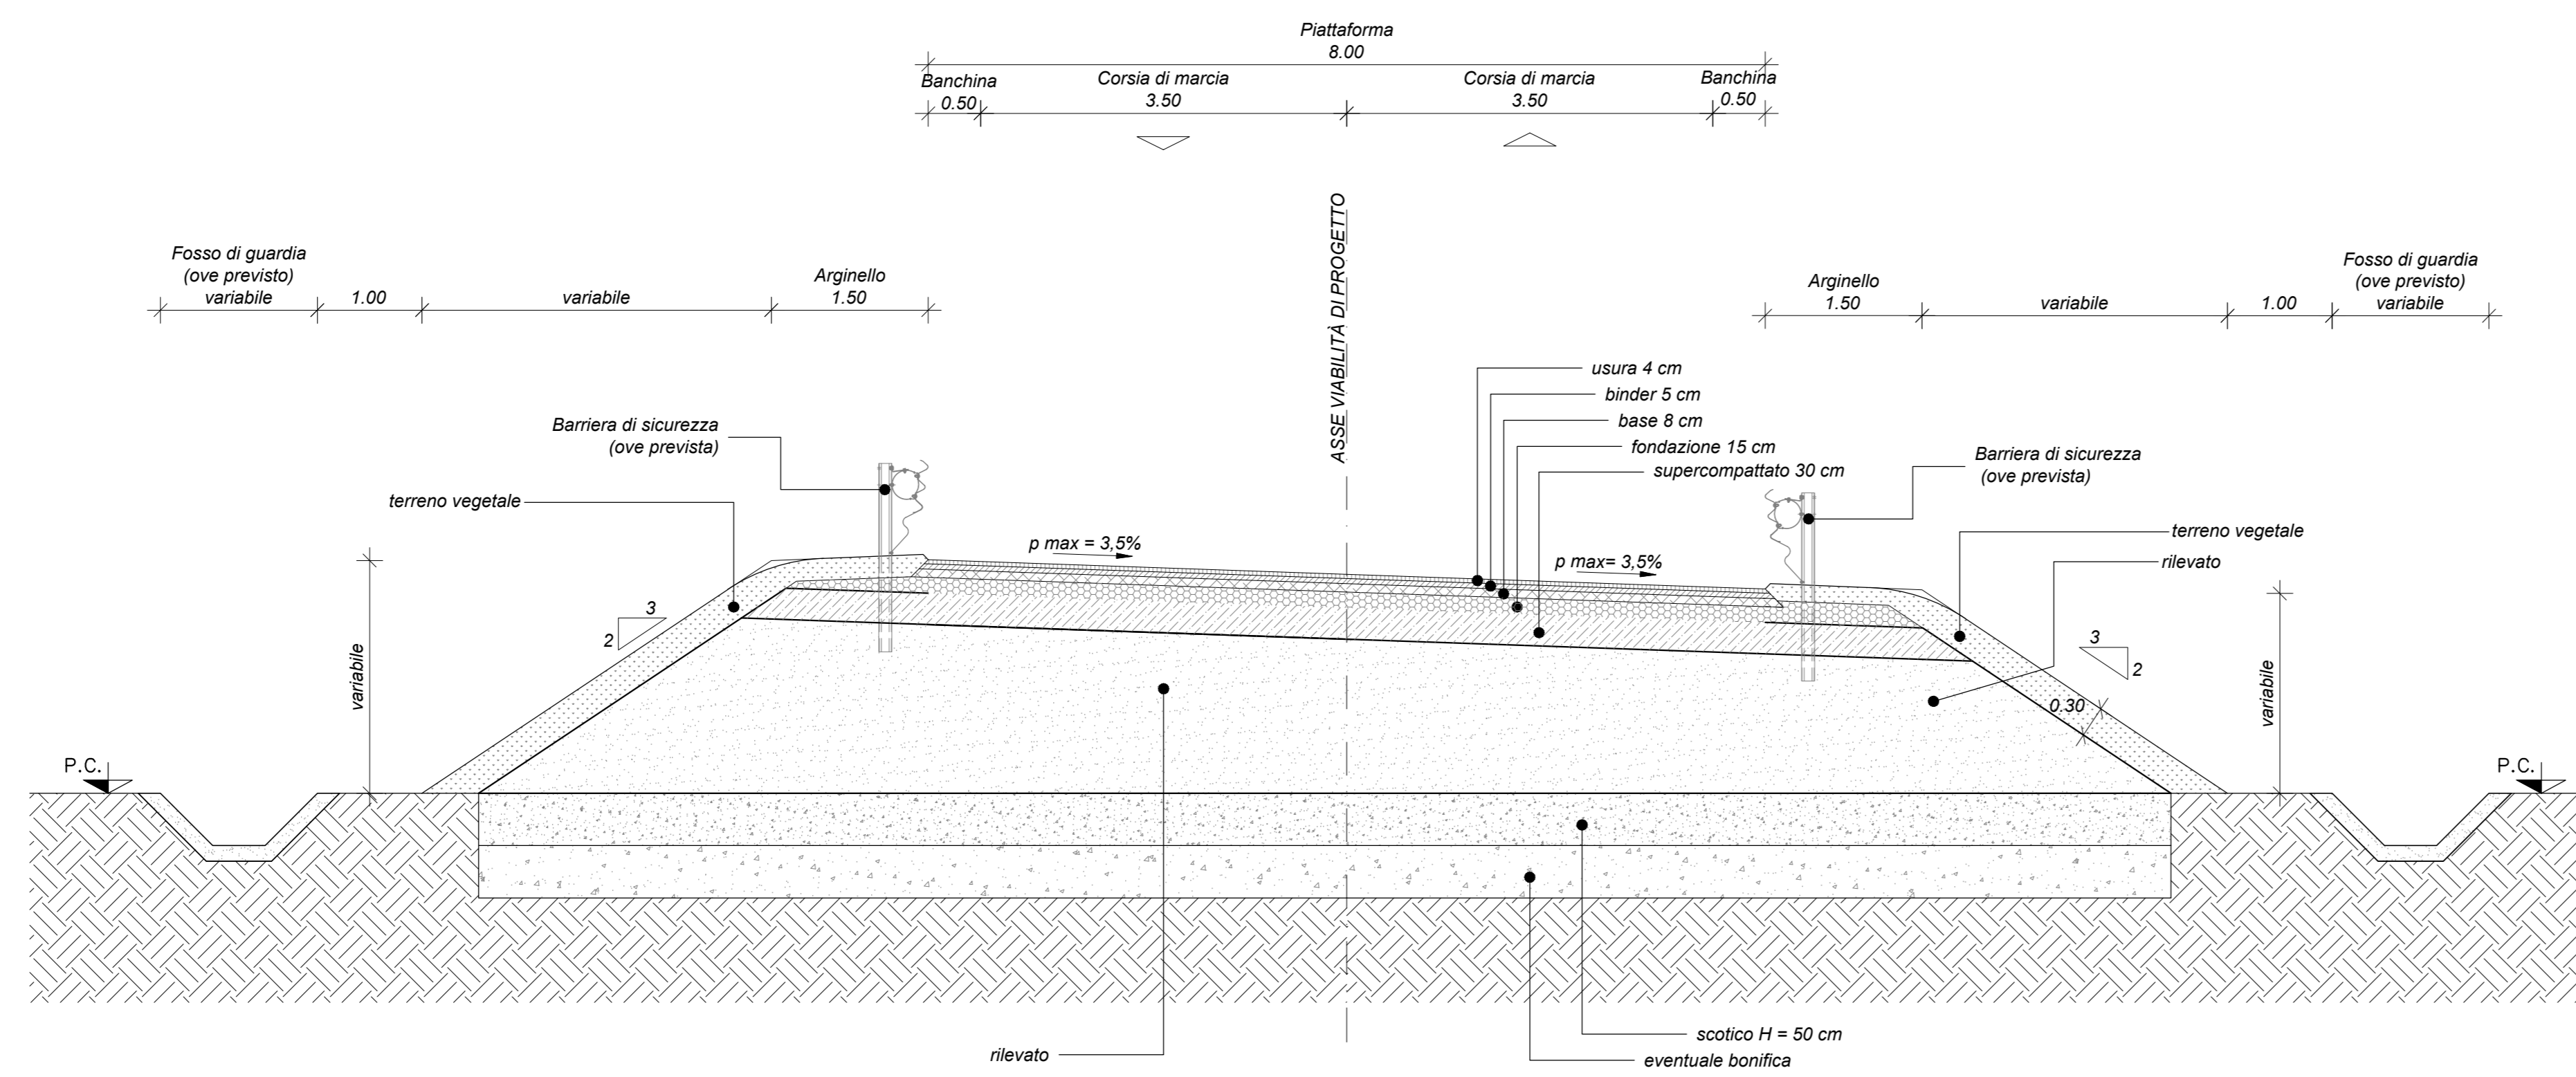 Piattaforma
8.00
Banchina
0.50
Corsia di marcia
3.50
Corsia di marcia
3.50
Banchina
0.50
ASSE VIABILITÀ DI PROGETTO
Fosso di guardia
(ove previsto)
variabile
1.00
variabile
Arginello
1.50
Arginello
1.50
variabile
1.00
Fosso di guardia
(ove previsto)
variabile
usura 4 cm
binder 5 cm
base 8 cm
fondazione 15 cm
supercompattato 30 cm
Barriera di sicurezza
(ove prevista)
terreno vegetale
Barriera di sicurezza
(ove prevista)
terreno vegetale
rilevato
p max = 3,5%
p max= 3,5%
3
2
3
2
variabile
variabile
0.30
P.C.
P.C.
scotico H = 50 cm
eventuale bonifica
rilevato